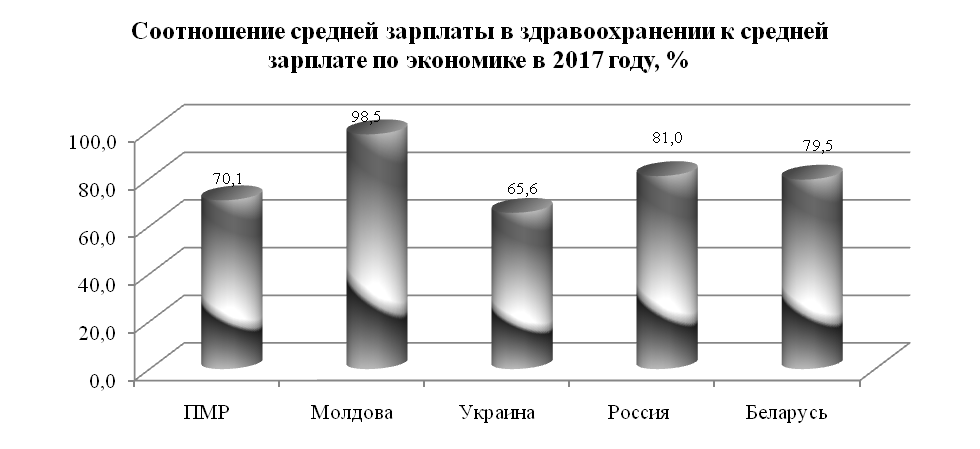 Соотношение средней зарплаты в здравоохранении к средней
зарплате по экономике в 2017 году, %
100,0
80,0
60,0
40,0
20,0
0,0
70,1
98,5
65,6
81,0
79,5
ПМР
Молдова
Украина
Россия
Беларусь